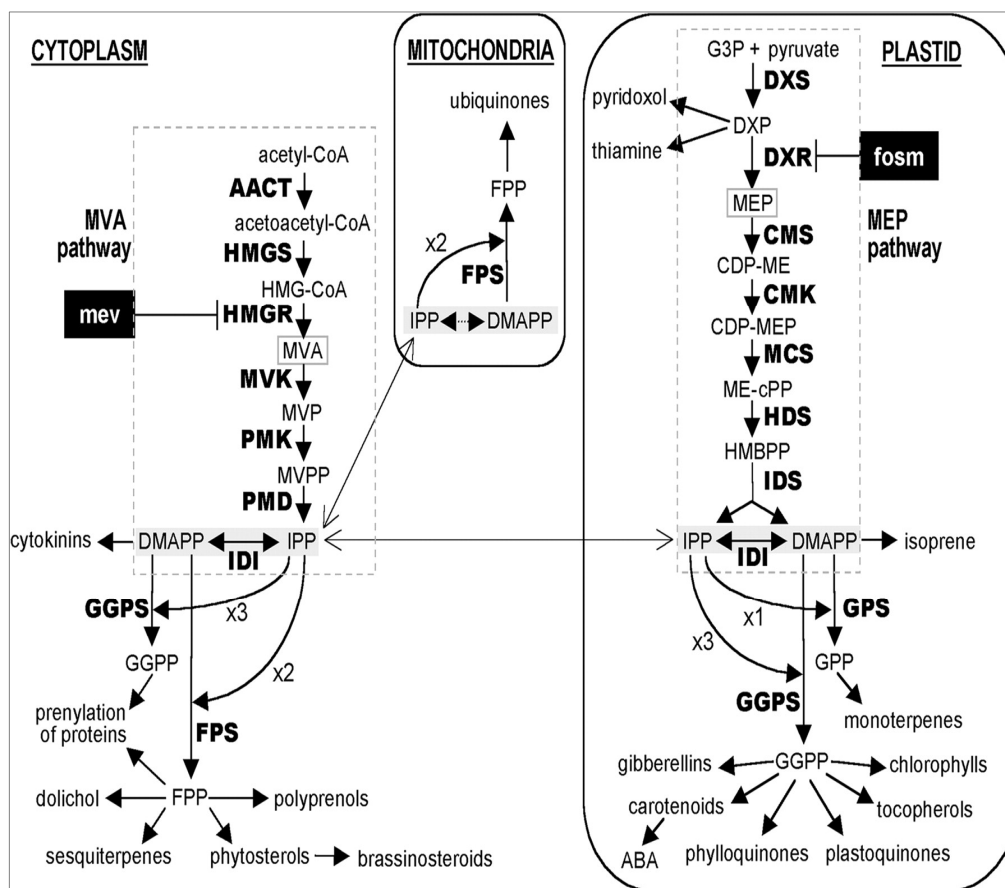 CYTOPLASM
MVA
pathway
acetyl-CoA
AACT
acetoacetyl-CoA
HMGS
HMG-CoA
mev
HMGR
MVA
MVK
MVP
PMK
MVPP
PMD
cytokinins
DMAPP
IDI
IPP
GGPS
x3
x2
GGPP
prenylation
of proteins
FPS
dolichol
FPP
polyprenols
sesquiterpenes
phytosterols
brassinosteroids
MITOCHONDRIA
ubiquinones
FPP
x2
FPS
IPP
DMAPP
PLASTID
G3P + pyruvate
DXS
pyridoxol
DXP
thiamine
DXR
fosm
MEP
MEP
pathway
CMS
CDP-ME
CMK
CDP-MEP
MCS
ME-cPP
HDS
HMBPP
IDS
IPP
IDI
DMAPP
isoprene
x1
GPS
x3
GPP
GGPS
monoterpenes
gibberellins
GGPP
chlorophylls
carotenoids
tocopherols
ABA
phylloquinones
plastoquinones